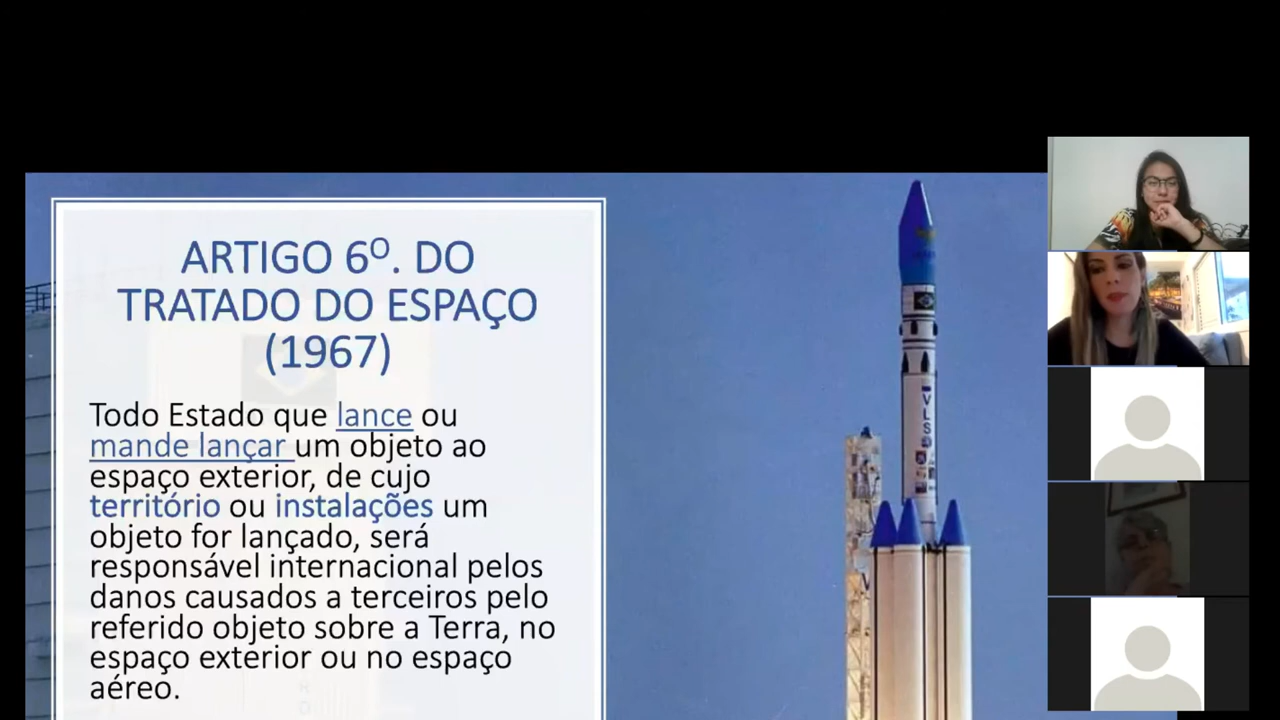 ARTIGO 6º. DO
TRATADO DO ESPAÇO
(1967)
Todo Estado que lance ou
mande lançar um objeto ao
espaço exterior, de cujo
território ou instalações um
objeto for lançado, será
responsável internacional pelos
danos causados a terceiros pelo
referido objeto sobre a Terra, no
espaço exterior ou no espaço
aéreo.
VLS